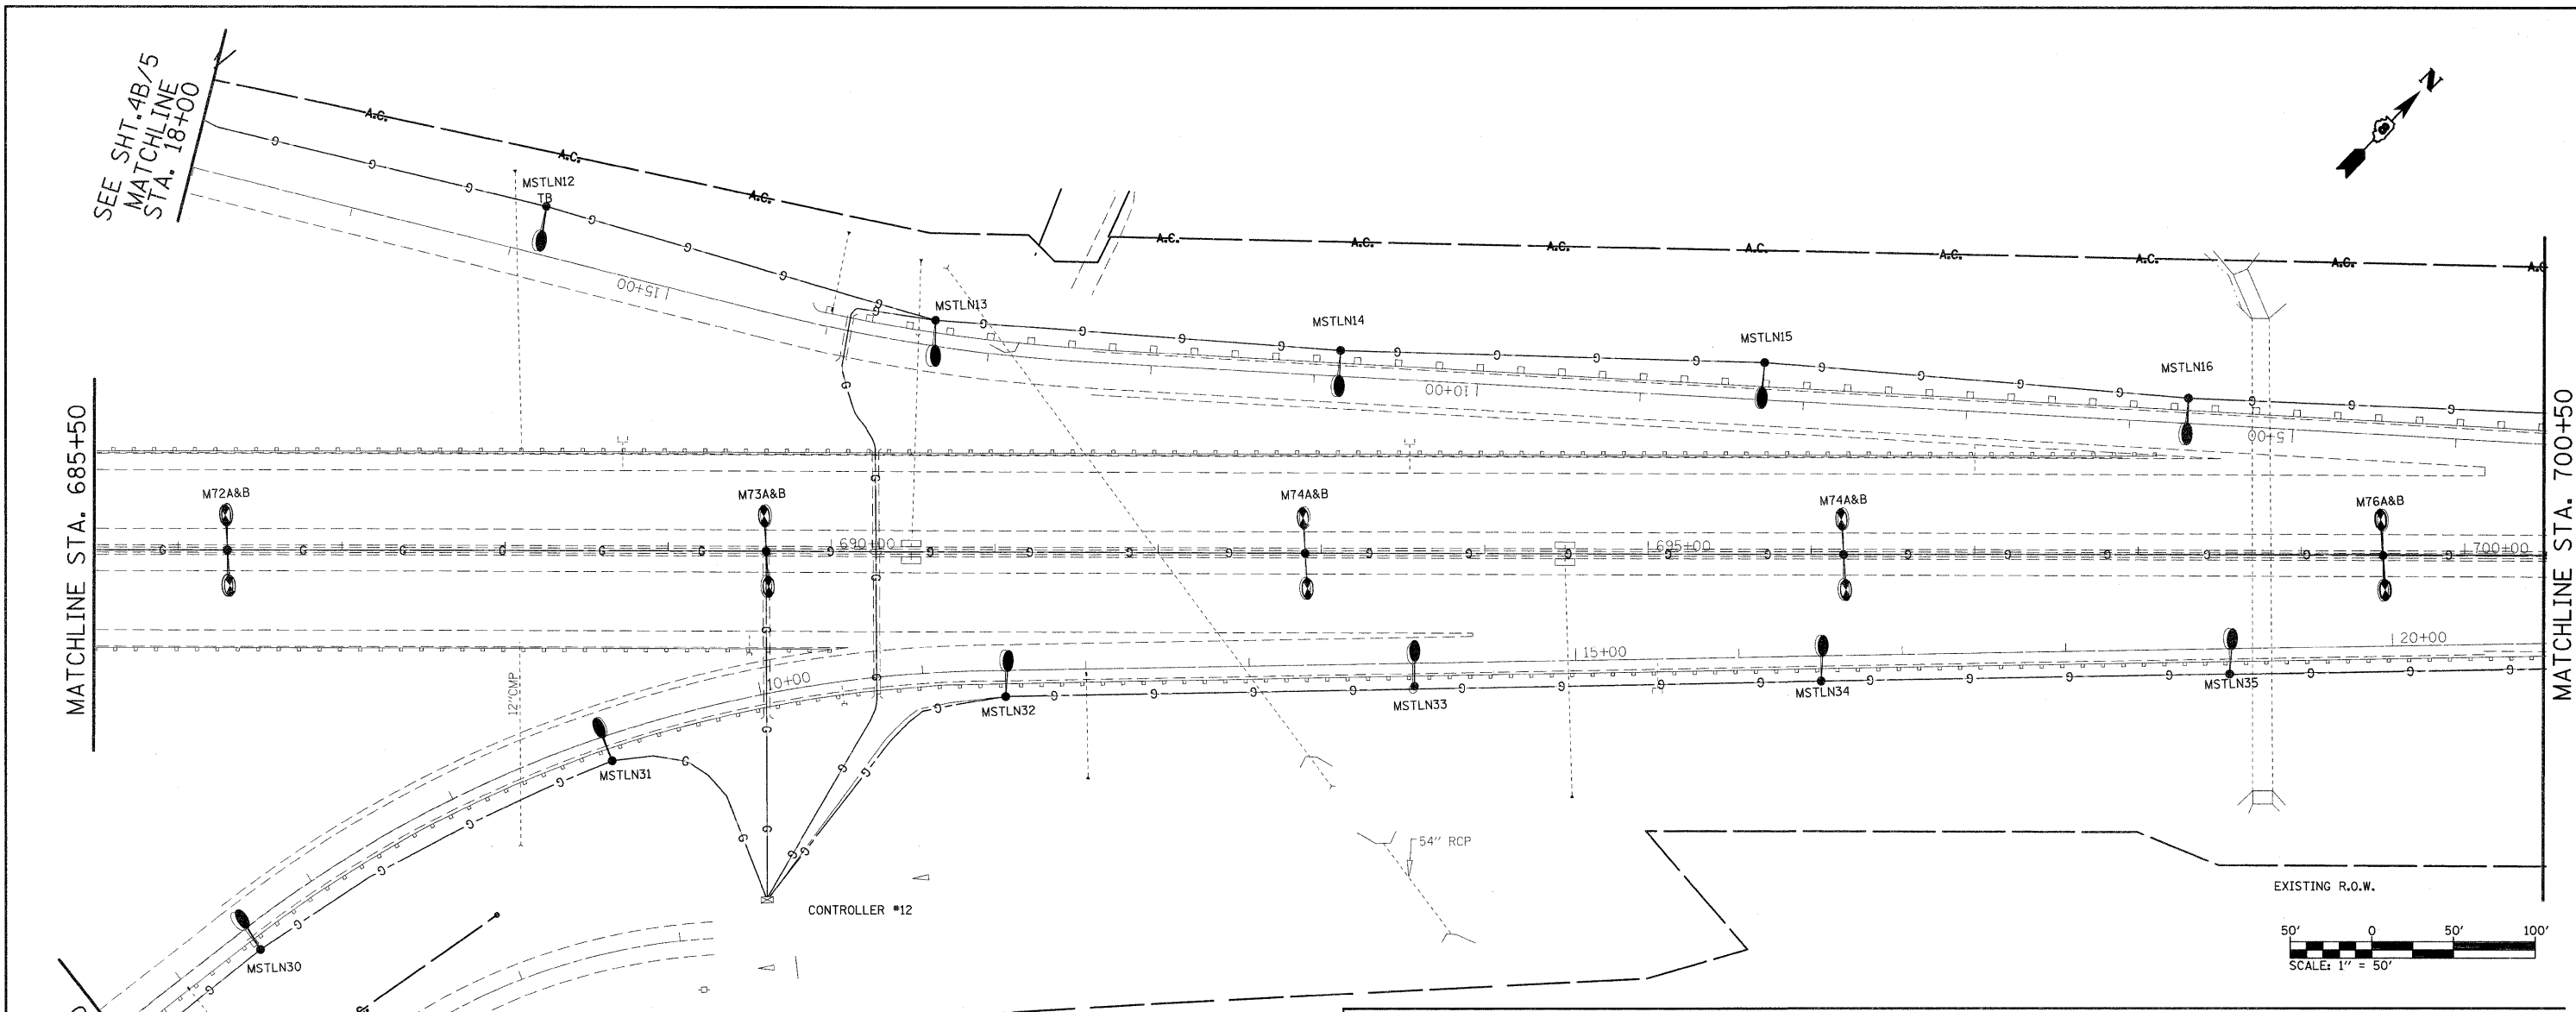 SEE SHT.4B/5
MATCHLINE
STA. 18+00
N
A.C.
A.C.
A.C.
A.C.
A.C.
A.C.
A.C.
A.C.
A.C.
A.C.
MSTLN12
TB
MSTLN13
MSTLN14
MSTLN15
MSTLN16
15+00
10+00
5+00
MATCHLINE STA. 685+50
MATCHLINE STA. 700+50
M72A&B
M73A&B
M74A&B
M74A&B
M76A&B
690+00
695+00
700+00
10+00
15+00
20+00
12"CMP
MSTLN32
MSTLN33
MSTLN34
MSTLN35
MSTLN31
MSTLN30
54" RCP
CONTROLLER #12
EXISTING R.O.W.
50' 0 50' 100'
SCALE: 1" = 50'